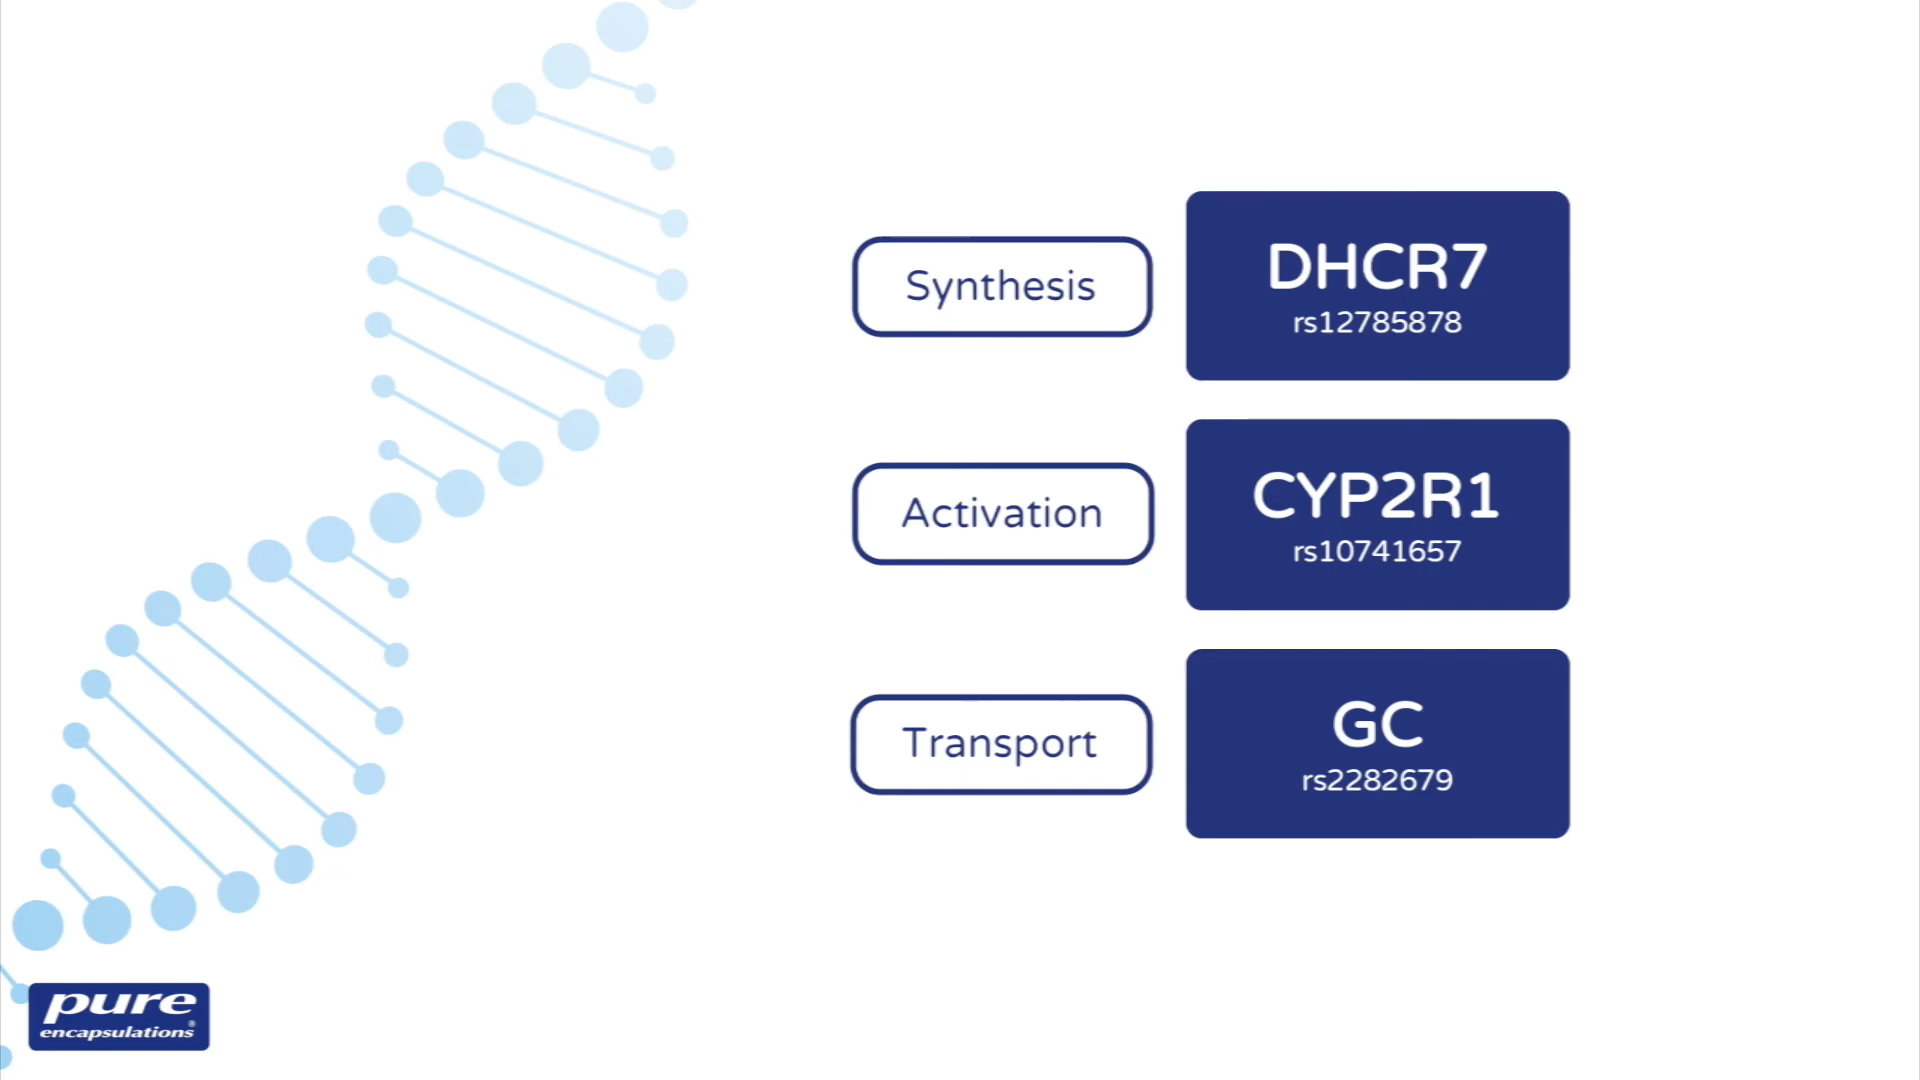 Synthesis
DHCR7
rs12785878
Activation
CYP2R1
rs10741657
Transport
GC
rs2282679
pure
encapsulations®